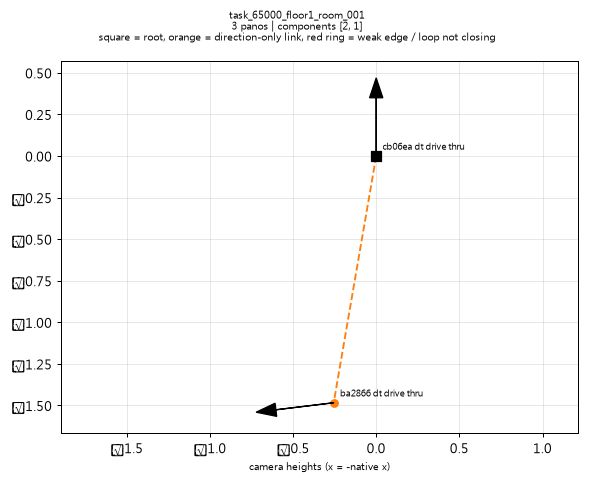 task_65000_floor1_room_001
3 panos | components [2, 1]
square = root, orange = direction-only link, red ring = weak edge / loop not closing
0.50
0.25
0.00
0.25
0.50
0.75
1.00
1.25
1.50
cb06ea dt drive thru
ba2866 dt drive thru
1.5
1.0
0.5
0.0
0.5
1.0
camera heights (x = -native x)